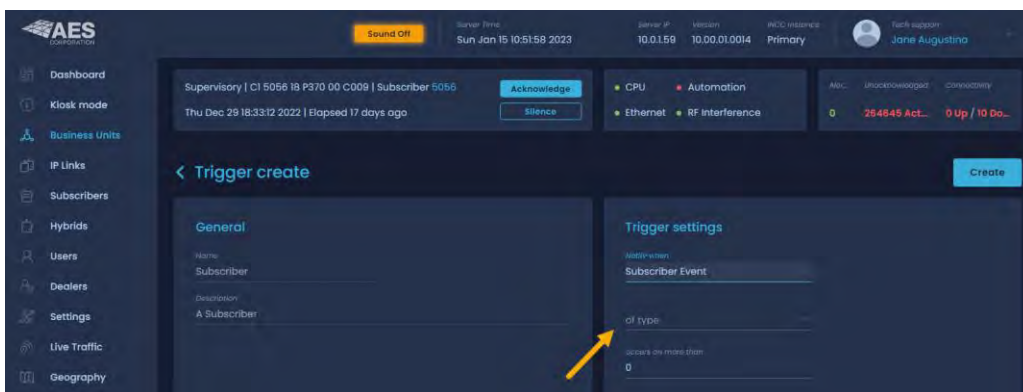 AES
CORPORATION
Sound Off
Server Time
Sun Jan 15 10:51:58 2023
Server IP
10.0.1.59
Version
10.00.01.0014
NOC Instance
Primary
Tech support
Jane Augustina
Dashboard
Kiosk mode
Business Units
IP Links
Subscribers
Hybrids
Users
Dealers
Settings
Live Traffic
Geography
Supervisory | C1 5056 18 P370 00 C009 | Subscriber 5056
Thu Dec 29 18:33:12 2022 | Elapsed 17 days ago
Acknowledge
Silence
CPU
Automation
Ethernet
RF Interference
0
Unacknowledged
264645 Act...
Connectivity
0 Up / 10 Do...
Trigger create
Create
General
Name
Subscriber
Description
A Subscriber
Trigger settings
Notify when
Subscriber Event
of type
occurs on more than
0